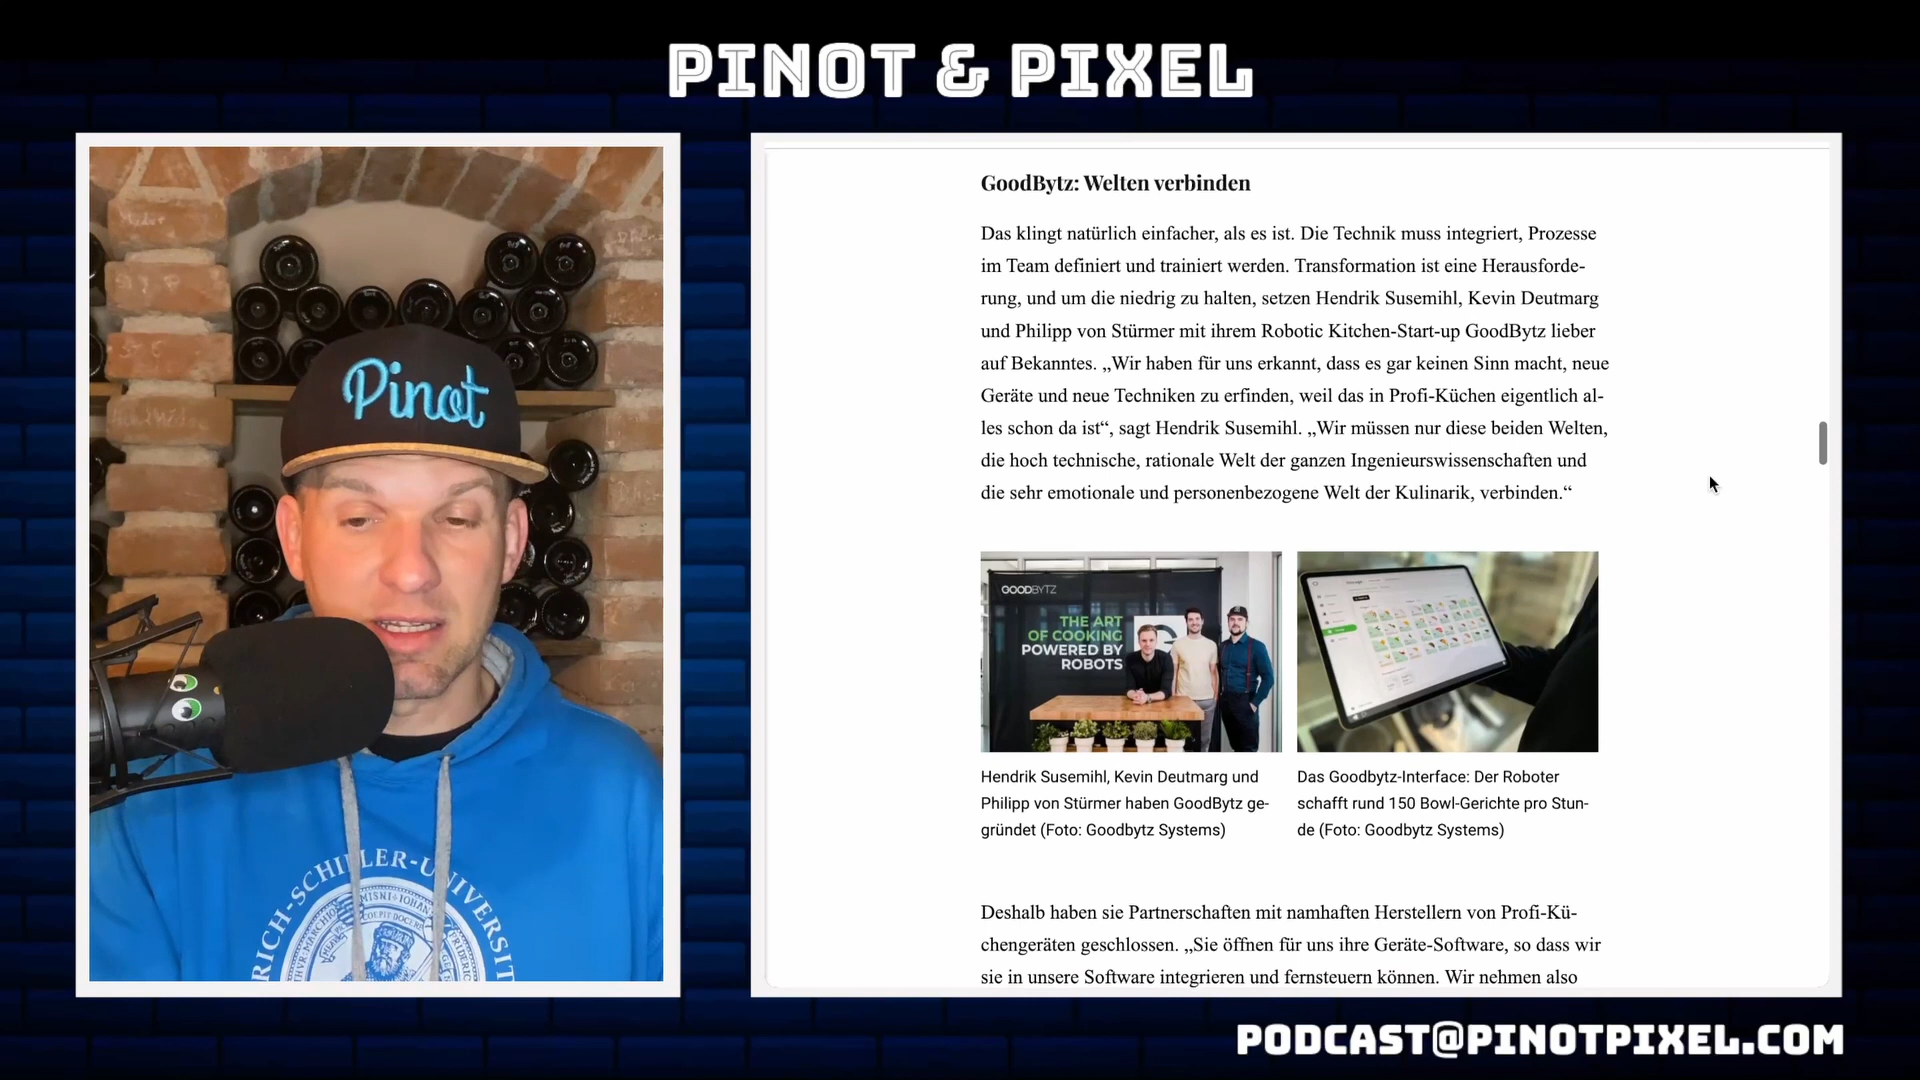 PINOT & PIXEL
Pinot
RICH-SCHILLER-UNIVERSIT
GoodBytz: Welten verbinden
Das klingt natürlich einfacher, als es ist. Die Technik muss integriert, Prozesse
im Team definiert und trainiert werden. Transformation ist eine Herausforde-
rung, und um die niedrig zu halten, setzen Hendrik Susemihl, Kevin Deutmarg
und Philipp von Stürmer mit ihrem Robotic Kitchen-Start-up GoodBytz lieber
auf Bekanntes. „Wir haben für uns erkannt, dass es gar keinen Sinn macht, neue
Geräte und neue Techniken zu erfinden, weil das in Profi-Küchen eigentlich al-
les schon da ist“, sagt Hendrik Susemihl. „Wir müssen nur diese beiden Welten,
die hoch technische, rationale Welt der ganzen Ingenieurswissenschaften und
die sehr emotionale und personenbezogene Welt der Kulinarik, verbinden.“
GOODBYTZ
THE ART
OF COOKING
POWERED BY
ROBOTS
Hendrik Susemihl, Kevin Deutmarg und
Philipp von Stürmer haben GoodBytz ge-
gründet (Foto: Goodbytz Systems)
Das Goodbytz-Interface: Der Roboter
schafft rund 150 Bowl-Gerichte pro Stun-
de (Foto: Goodbytz Systems)
Deshalb haben sie Partnerschaften mit namhaften Herstellern von Profi-Kü-
chengeräten geschlossen. „Sie öffnen für uns ihre Geräte-Software, so dass wir
sie in unsere Software integrieren und fernsteuern können. Wir nehmen also
PODCAST@PINOTPIXEL.COM